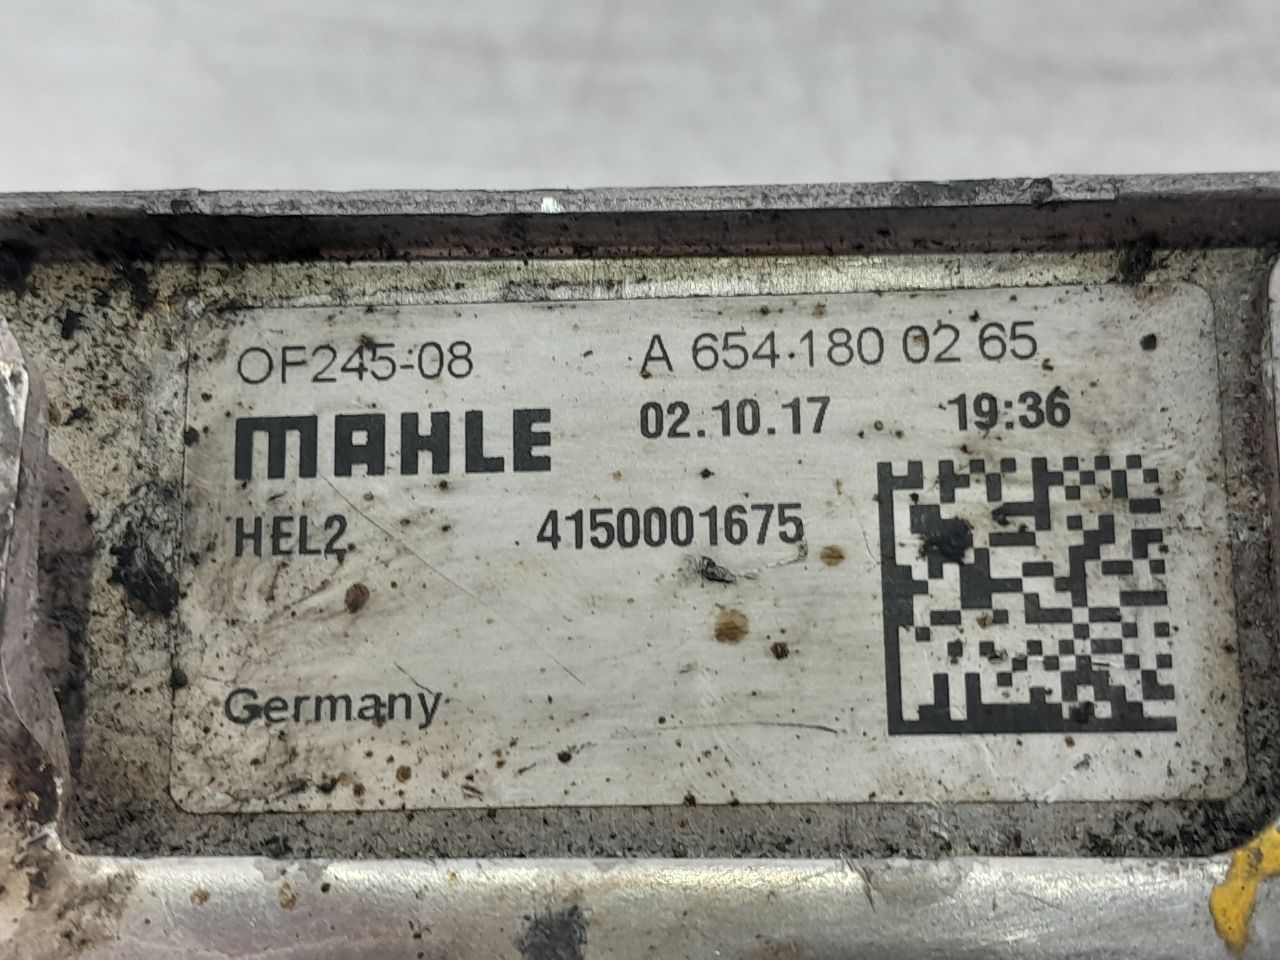 OF245-08 A 654 180 02 65
MAHLE 02.10.17 19:36
HEL2 4150001675
Germany